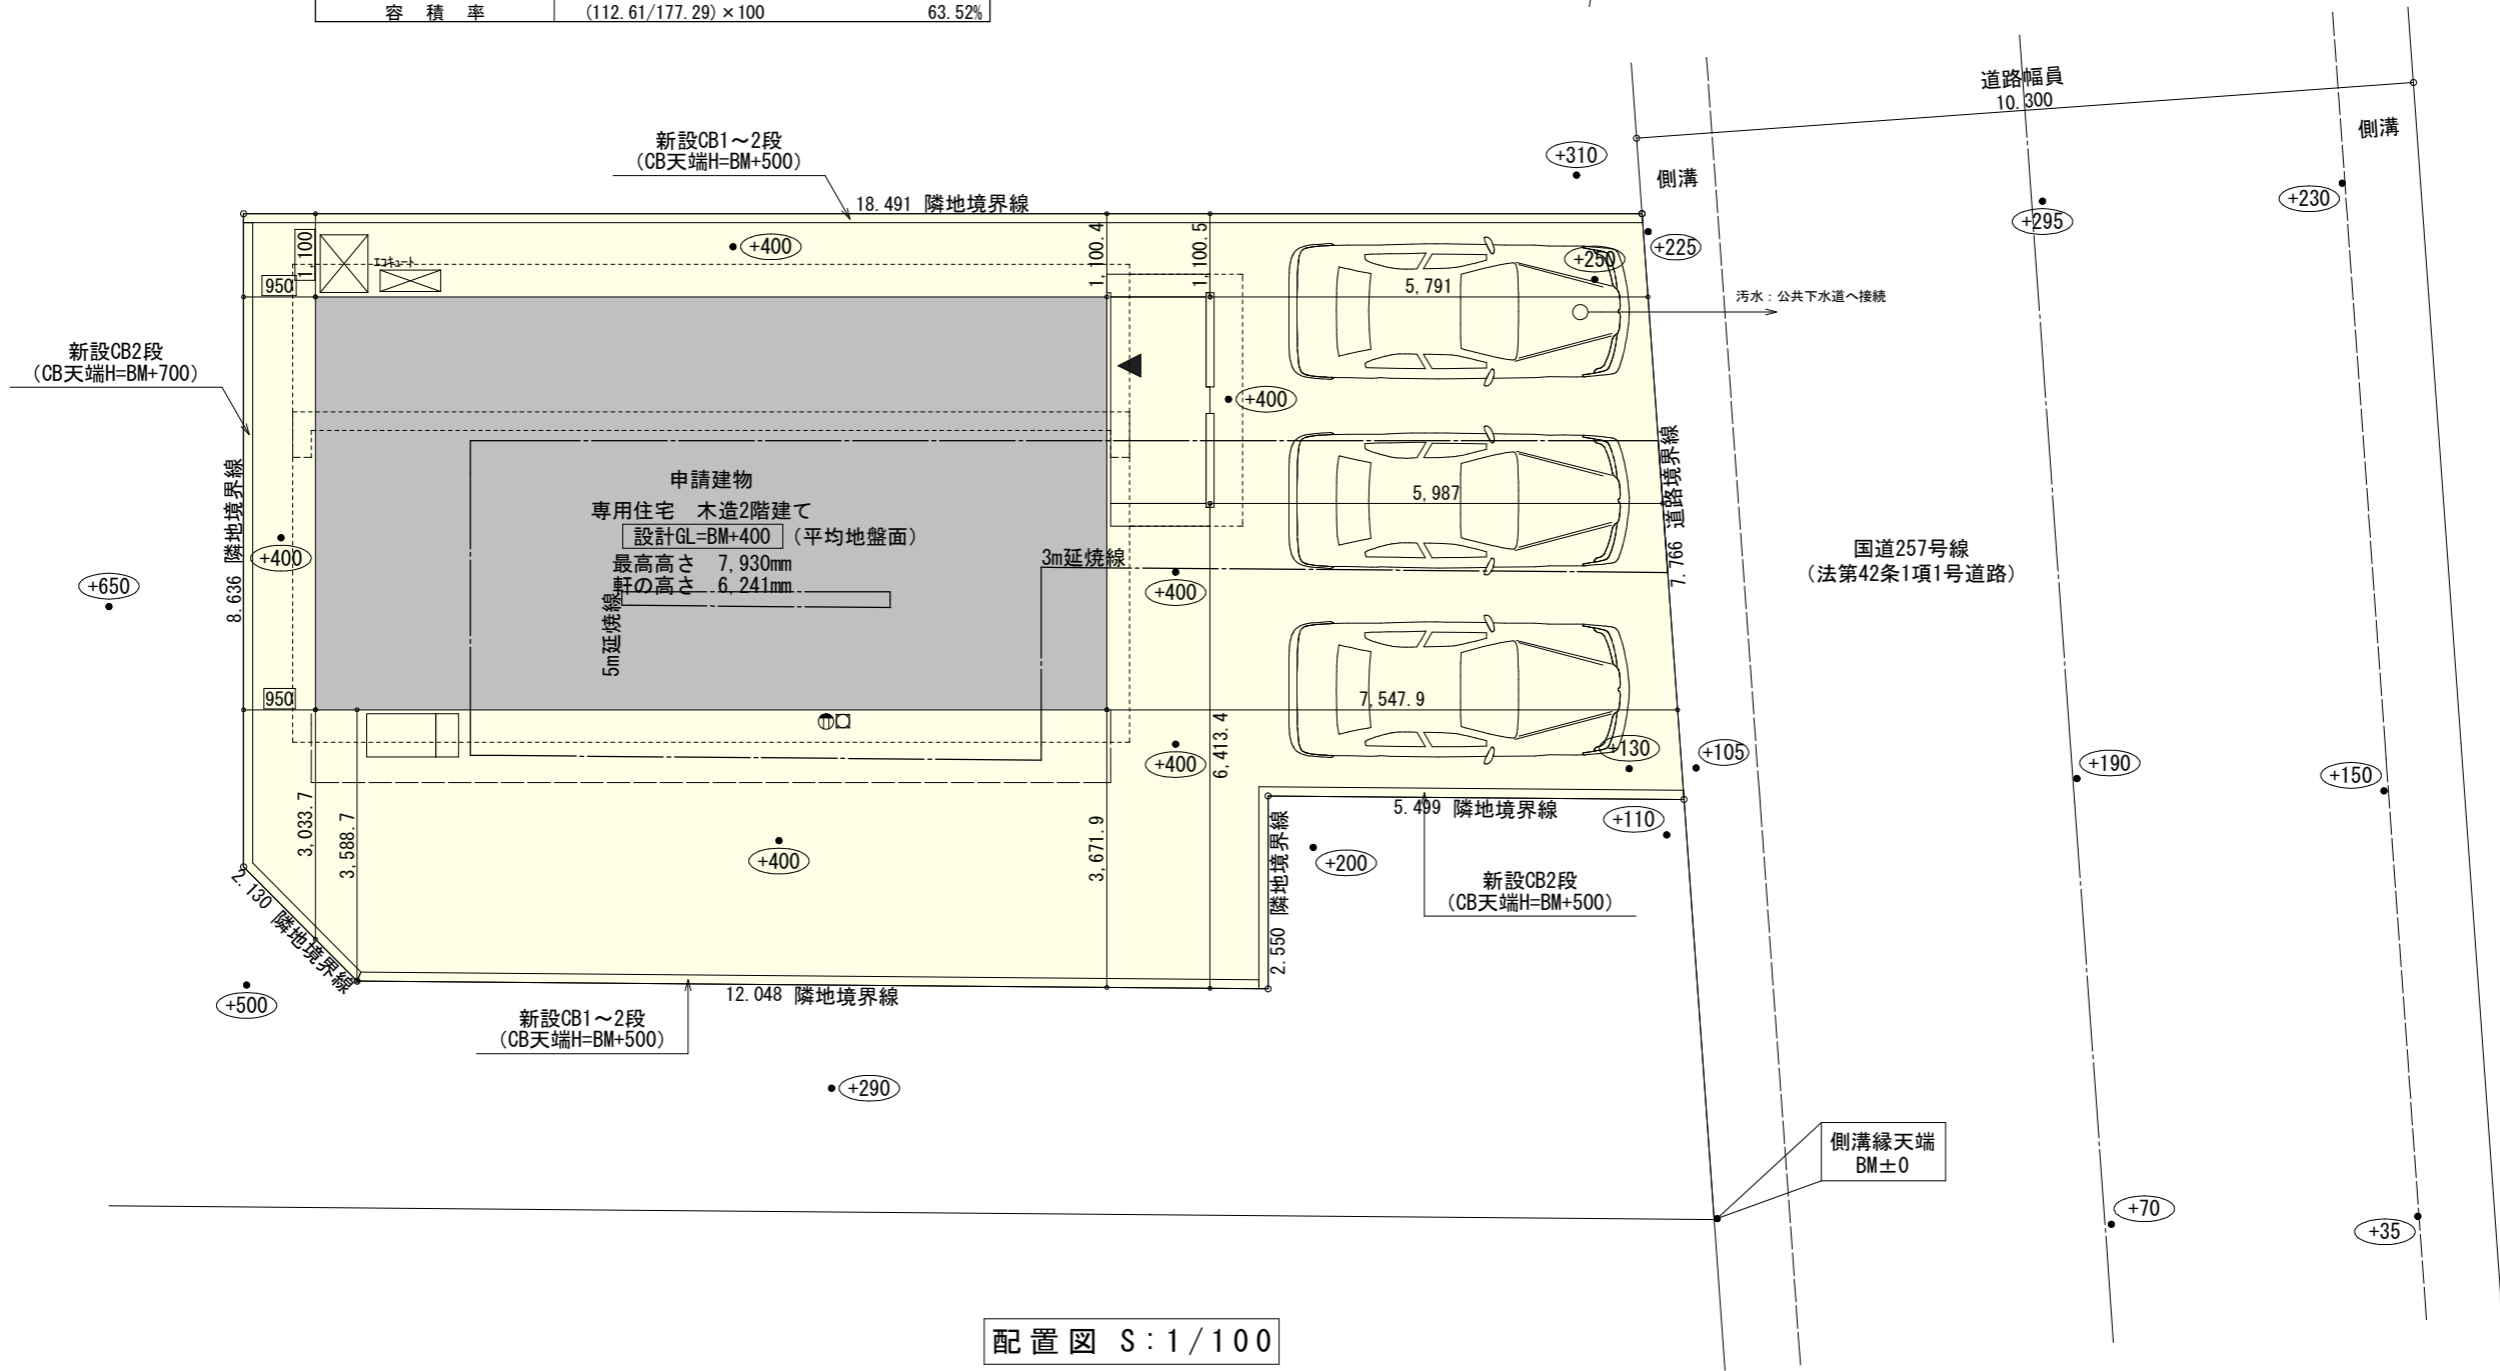 容積率 (112.61/177.29)×100 63.52%
道路幅員
10.300
側溝
新設CB1～2段
(CB天端H=BM+500)
+310
側溝
+230
+295
18.491 隣地境界線
+225
+400
1,100
1,100.4
1,100.5
エコキュート
+250
950
5,791
汚水：公共下水道へ接続
新設CB2段
(CB天端H=BM+700)
+400
8.636 隣地境界線
7.766 道路境界線
申請建物
専用住宅 木造2階建て
設計GL=BM+400 (平均地盤面)
最高高さ 7,930mm
軒の高さ 6,241mm
5,987
3m延焼線
5m延焼線
+400
+400
+650
国道257号線
(法第42条1項1号道路)
950
7,547.9
6,413.4
+400
+130
+105
+190
+150
3,033.7
3,588.7
3,671.9
5.499 隣地境界線
+110
+400
+200
2.550 隣地境界線
新設CB2段
(CB天端H=BM+500)
2.130 隣地境界線
+500
12.048 隣地境界線
新設CB1～2段
(CB天端H=BM+500)
+290
側溝縁天端
BM±0
+70
+35
配置図 S:1/100